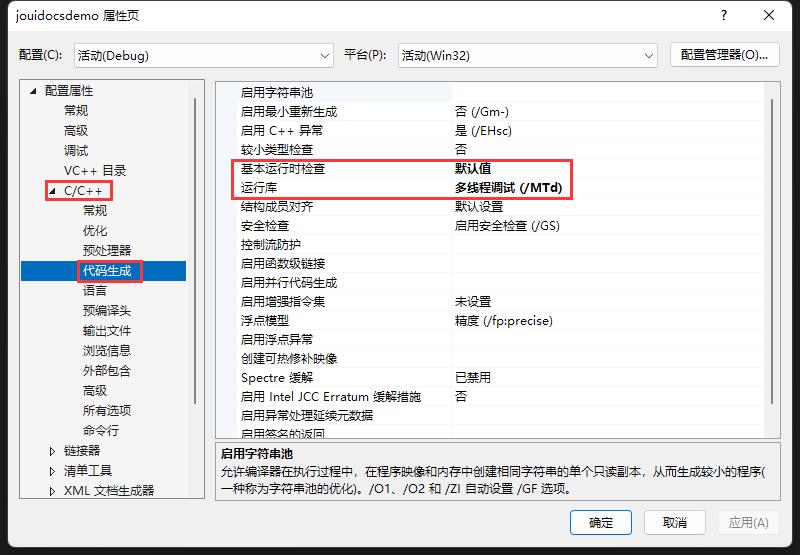 jouidocsdemo 属性页
配置(C): 活动(Debug) 平台(P): 活动(Win32) 配置管理器(O)...
配置属性
常规
高级
调试
VC++ 目录
C/C++
常规
优化
预处理器
代码生成
语言
预编译头
输出文件
浏览信息
外部包含
高级
所有选项
命令行
链接器
清单工具
XML 文档生成器
启用字符串池
启用最小重新生成 否 (/Gm-)
启用 C++ 异常 是 (/EHsc)
较小类型检查 否
基本运行时检查 默认值
运行库 多线程调试 (/MTd)
结构成员对齐 默认设置
安全检查 启用安全检查 (/GS)
控制流防护
启用函数级链接
启用并行代码生成
启用增强指令集 未设置
浮点模型 精度 (/fp:precise)
启用浮点异常
创建可热修补映像
Spectre 缓解 已禁用
启用 Intel JCC Erratum 缓解措施 否
启用异常处理延续元数据
启用签名的返回
启用字符串池
允许编译器在执行过程中，在程序映像和内存中创建相同字符串的单个只读副本，从而生成较小的程序(
一种称为字符串池的优化)。/O1、/O2 和 /ZI 自动设置 /GF 选项。
确定 取消 应用(A)